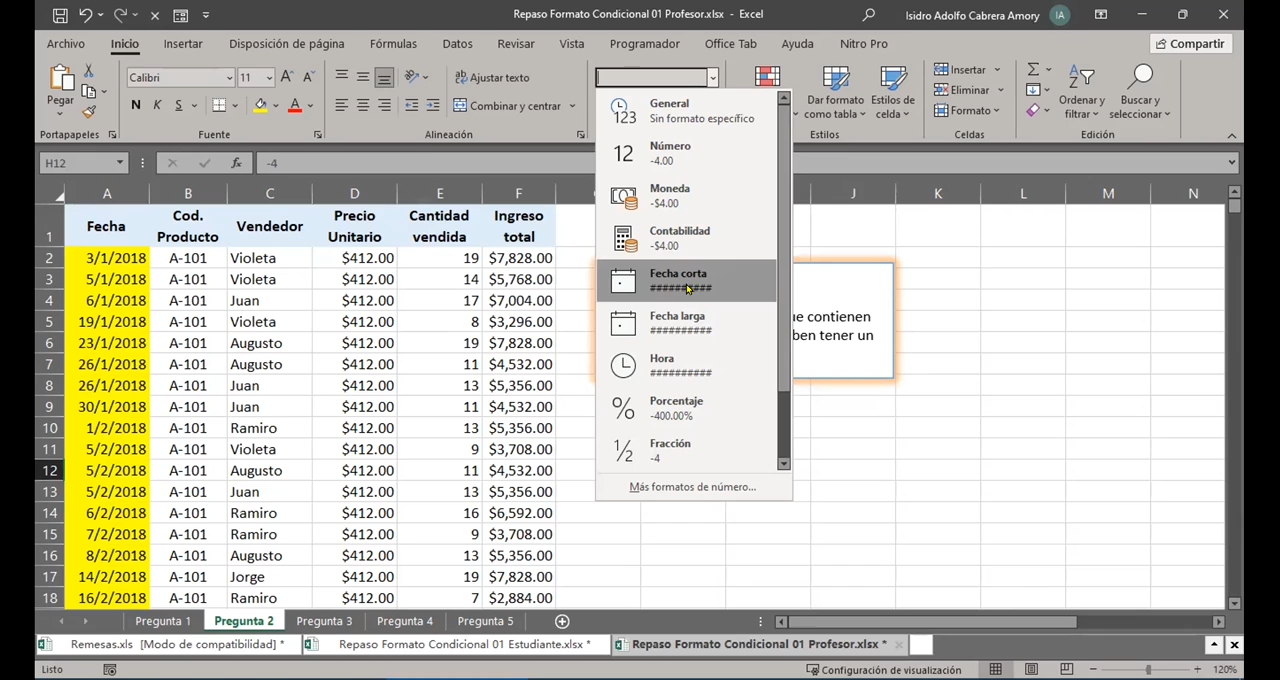 Repaso Formato Condicional 01 Profesor.xlsx - Excel
Isidro Adolfo Cabrera Amory
IA
Archivo Inicio Insertar Disposición de página Fórmulas Datos Revisar Vista Programador Office Tab Ayuda Nitro Pro
Compartir
Pegar
Calibri 11
N K S
Ajustar texto
Combinar y centrar
Dar formato como tabla
Estilos de celda
Insertar
Eliminar
Formato
Ordenar y filtrar
Buscar y seleccionar
Portapapeles Fuente Alineación Estilos Celdas Edición
H12 fx -4
General
Sin formato específico
Número
-4.00
Moneda
-$4.00
Contabilidad
-$4.00
Fecha corta
##########
Fecha larga
##########
Hora
##########
Porcentaje
-400.00%
Fracción
-4
Más formatos de número...
A B C D E F J K L M N
1 Fecha Cod. Producto Vendedor Precio Unitario Cantidad vendida Ingreso total
2 3/1/2018 A-101 Violeta $412.00 19 $7,828.00
3 5/1/2018 A-101 Violeta $412.00 14 $5,768.00
4 6/1/2018 A-101 Juan $412.00 17 $7,004.00
5 19/1/2018 A-101 Violeta $412.00 8 $3,296.00
6 23/1/2018 A-101 Augusto $412.00 19 $7,828.00
7 26/1/2018 A-101 Augusto $412.00 11 $4,532.00
8 26/1/2018 A-101 Juan $412.00 13 $5,356.00
9 30/1/2018 A-101 Juan $412.00 11 $4,532.00
10 1/2/2018 A-101 Ramiro $412.00 13 $5,356.00
11 5/2/2018 A-101 Violeta $412.00 9 $3,708.00
12 5/2/2018 A-101 Augusto $412.00 11 $4,532.00
13 5/2/2018 A-101 Juan $412.00 13 $5,356.00
14 6/2/2018 A-101 Ramiro $412.00 16 $6,592.00
15 7/2/2018 A-101 Ramiro $412.00 9 $3,708.00
16 8/2/2018 A-101 Augusto $412.00 13 $5,356.00
17 14/2/2018 A-101 Jorge $412.00 19 $7,828.00
18 16/2/2018 A-101 Ramiro $412.00 7 $2,884.00
ue contienen
ben tener un
Pregunta 1 Pregunta 2 Pregunta 3 Pregunta 4 Pregunta 5
Remesas.xls [Modo de compatibilidad] * Repaso Formato Condicional 01 Estudiante.xlsx * Repaso Formato Condicional 01 Profesor.xlsx *
Listo Configuración de visualización 120%